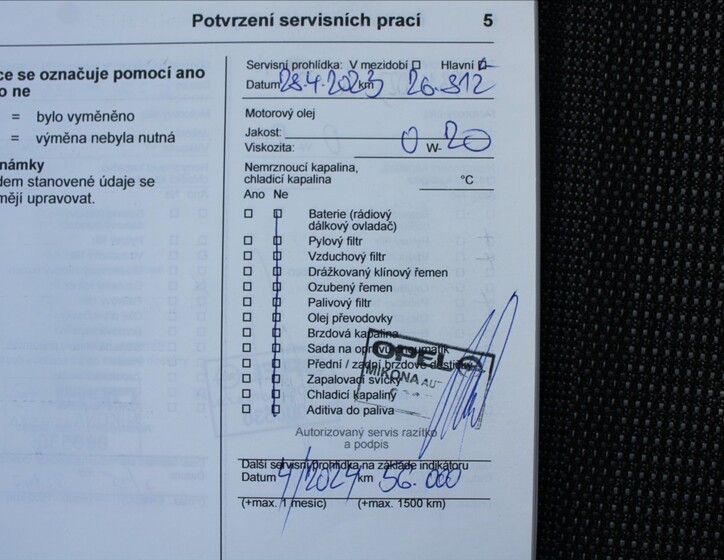 Potvrzení servisních prací 5
ce se označuje pomocí ano
o ne
= bylo vyměněno
= výměna nebyla nutná
námky
dem stanovené údaje se
mějí upravovat.
Servisní prohlídka: V mezidobí ☐ Hlavní ☑
Datum 28.4.2023 km 26.812
Motorový olej
Jakost:
Viskozita: 0 W- 20
Nemrznoucí kapalina,
chladicí kapalina °C
Ano Ne
Baterie (rádiový
dálkový ovladač)
Pylový filtr
Vzduchový filtr
Drážkovaný klínový řemen
Ozubený řemen
Palivový filtr
Olej převodovky
Brzdová kapalina
Sada na opravu pneumatik
Přední / zadní brzdové destičky
Zapalovací svíčky
Chladicí kapaliny
Aditiva do paliva
OPEL
MIKONA AU
Autorizovaný servis razítko
a podpis
Další servisní prohlídka na základě indikátoru
Datum 4/2024 km 56.000
(+max. 1 měsíc) (+max. 1500 km)